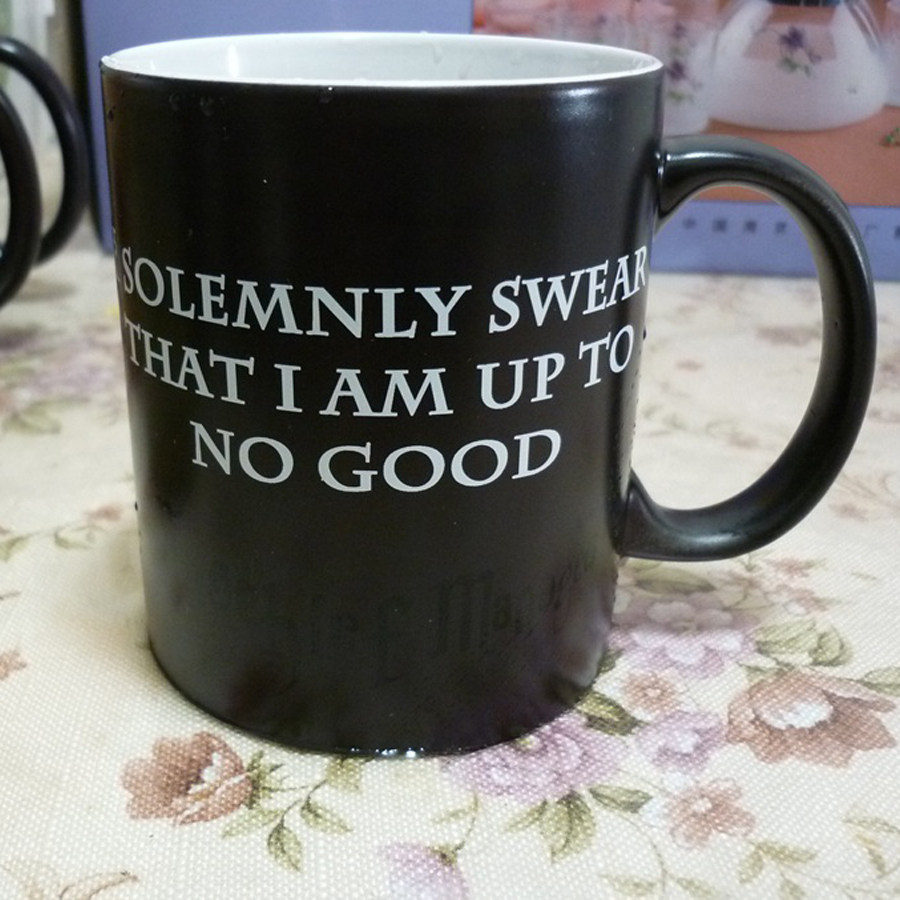 I SOLEMNLY SWEAR
THAT I AM UP TO
NO GOOD